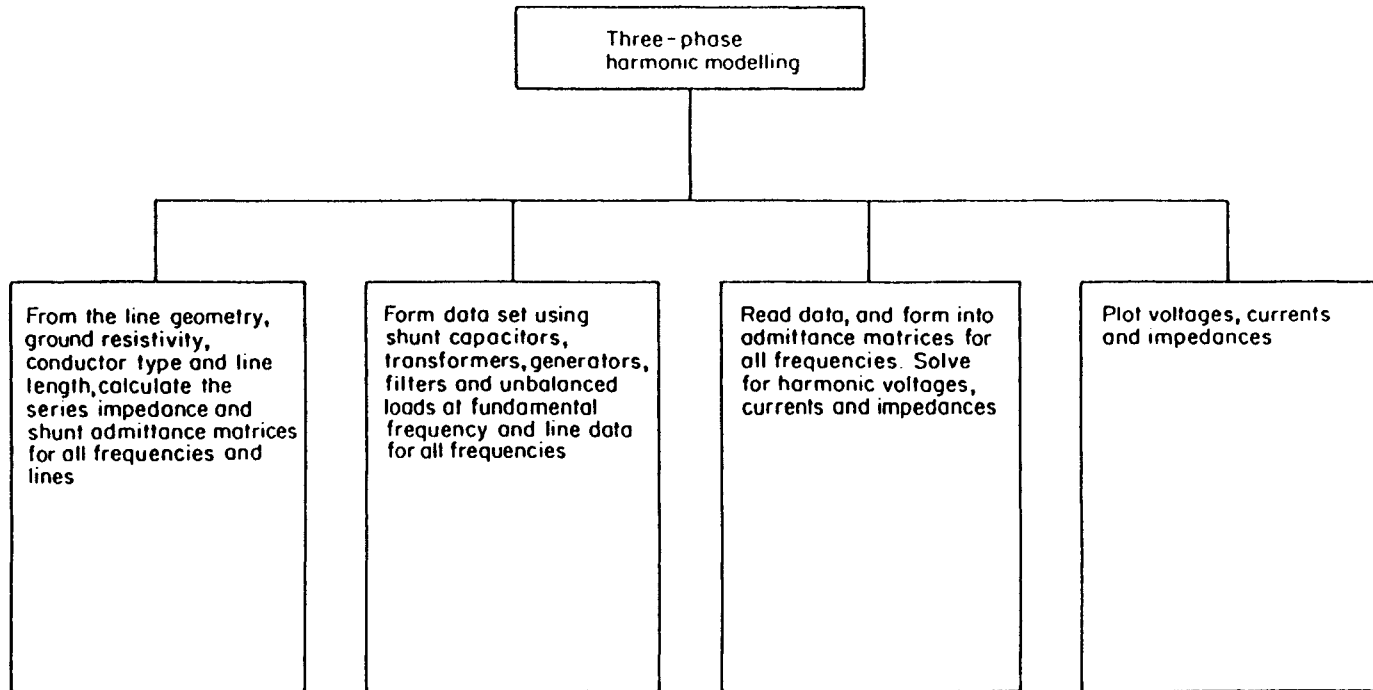 Three-phase
harmonic modelling
From the line geometry,
ground resistivity,
conductor type and line
length, calculate the
series impedance and
shunt admittance matrices
for all frequencies and
lines
Form data set using
shunt capacitors,
transformers, generators,
filters and unbalanced
loads at fundamental
frequency and line data
for all frequencies
Read data, and form into
admittance matrices for
all frequencies. Solve
for harmonic voltages,
currents and impedances
Plot voltages, currents
and impedances